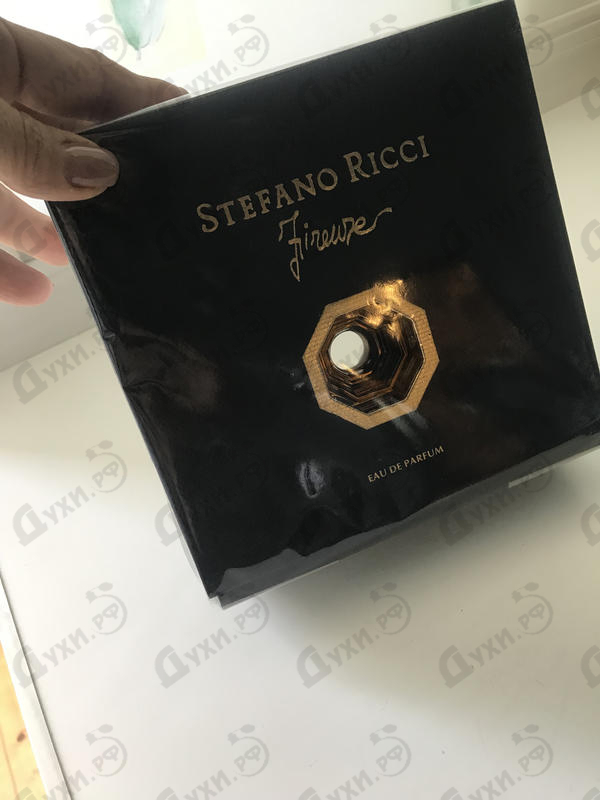 STEFANO RICCI
Firenze
EAU DE PARFUM
Духи.рф